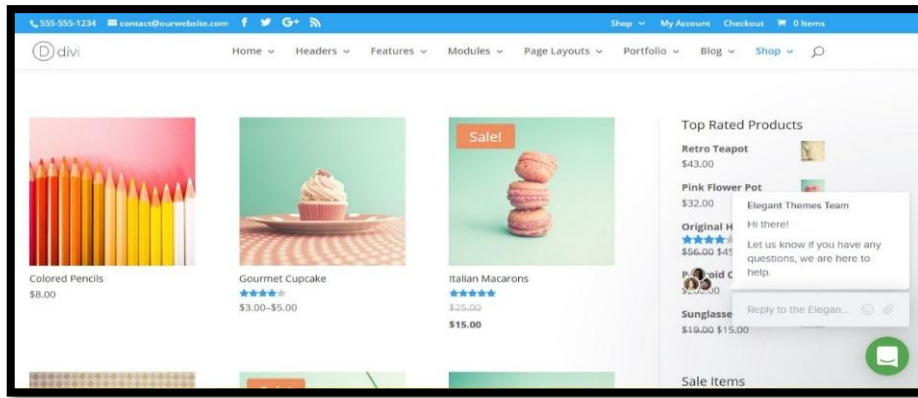 555-555-1234 contact@ourwebsite.com
Shop My Account Checkout 0 Items
D divi
Home Headers Features Modules Page Layouts Portfolio Blog Shop
Sale!
Colored Pencils
$8.00
Gourmet Cupcake
$3.00–$5.00
Italian Macarons
$25.00
$15.00
Top Rated Products
Retro Teapot
$43.00
Pink Flower Pot
$32.00
Original H
$56.00 $45
Sunglasse
$19.00 $15.00
Sale Items
Elegant Themes Team
Hi there!
Let us know if you have any
questions, we are here to
help.
Reply to the Elegan...